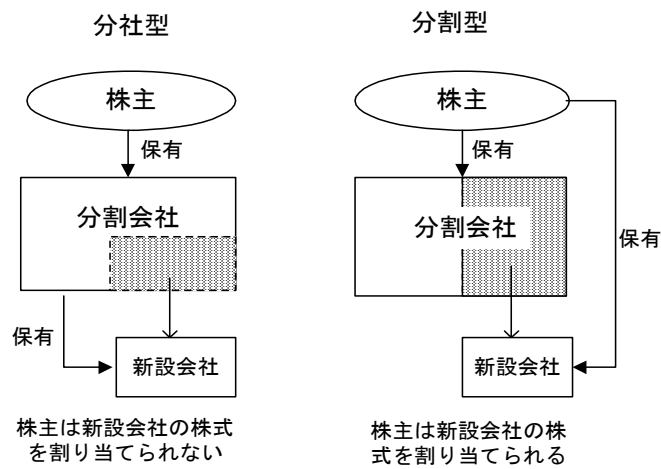 分社型
株主
保有
分割会社
保有
新設会社
株主は新設会社の株式
を割り当てられない
分割型
株主
保有
分割会社
保有
新設会社
株主は新設会社の株
式を割り当てられる